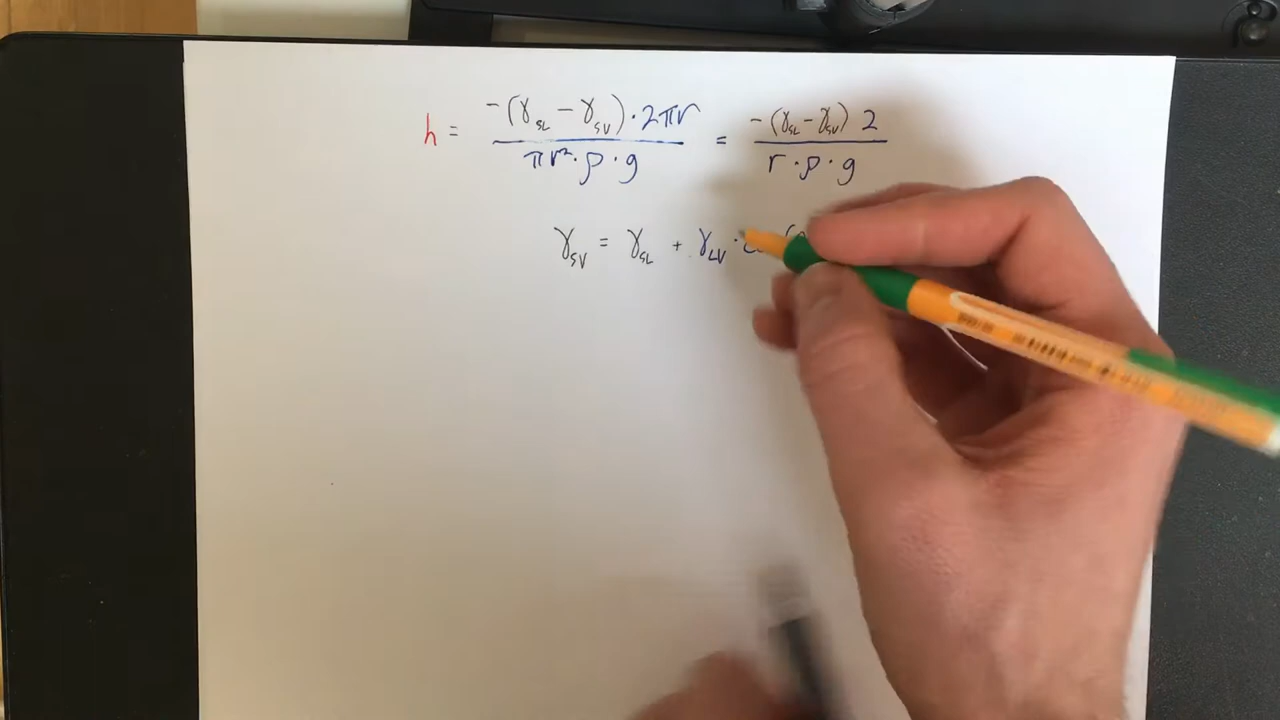 h = -(γ_SL - γ_SV) · 2πr / πr² · ρ · g = -(γ_SL - γ_SV) 2 / r · ρ · g
γ_SV = γ_SL + γ_LV ·